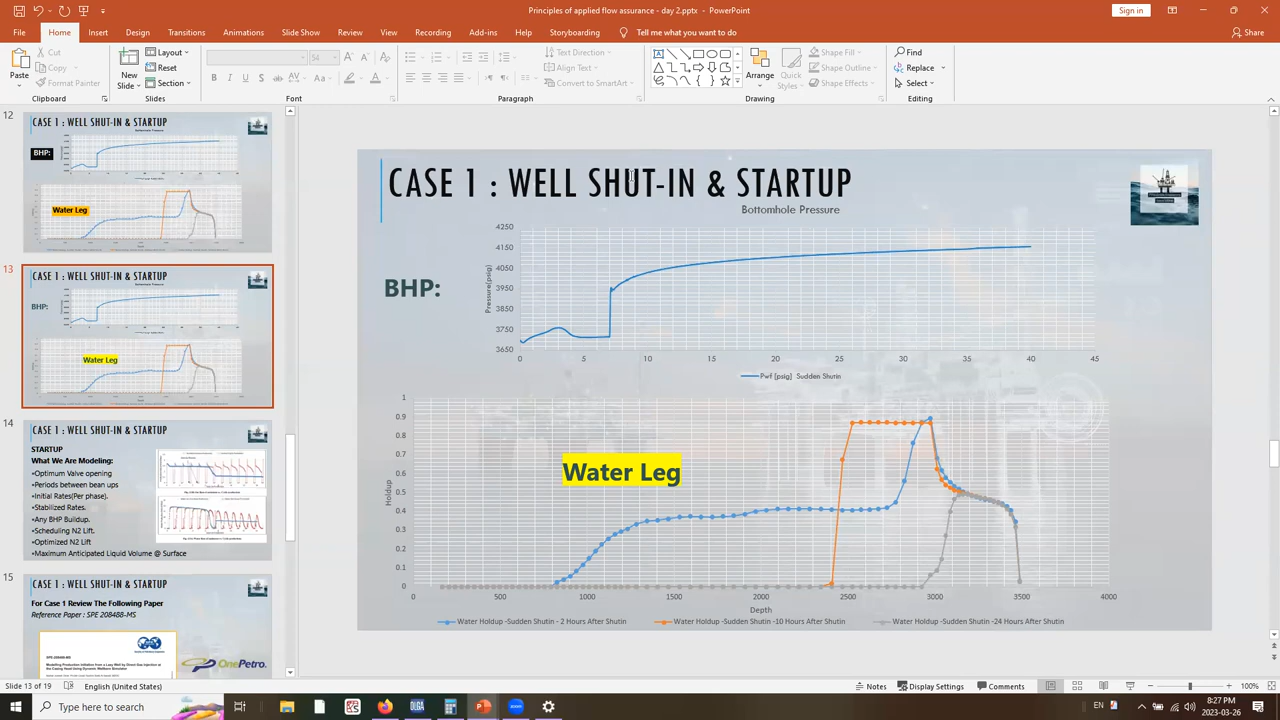 Principles of applied flow assurance - day 2.pptx - PowerPoint
Sign in
File Home Insert Design Transitions Animations Slide Show Review View Recording Add-ins Help Storyboarding Tell me what you want to do Share
Paste
Cut
Copy
Format Painter
Clipboard
New
Slide
Layout
Reset
Section
Slides
54
B I U S abc AV Aa A
Font
Text Direction
Align Text
Convert to SmartArt
Paragraph
Arrange
Quick
Styles
Shape Fill
Shape Outline
Shape Effects
Drawing
Find
Replace
Select
Editing
12
CASE 1 : WELL SHUT-IN & STARTUP
Bottomhole Pressure
BHP:
Water Leg
13
CASE 1 : WELL SHUT-IN & STARTUP
BHP:
Water Leg
14
CASE 1 : WELL SHUT-IN & STARTUP
STARTUP
What We Are Modeling:
•Optimum Valve opening
•Periods between bean ups
•Initial Rates(Per phase).
•Stabilized Rates.
•Any BHP Buildup.
•Scheduling N2 Lift.
•Optimized N2 Lift
•Maximum Anticipated Liquid Volume @ Surface
15
CASE 1 : WELL SHUT-IN & STARTUP
For Case 1 Review The Following Paper
Reference Paper : SPE 208488-MS
OnePetro.
CASE 1 : WELL SHUT-IN & STARTUP
Bottomhole Pressure
BHP:
Pressure[psig]
4250
4150
4050
3950
3850
3750
3650
0 5 10 15 20 25 30 35 40 45
Pwf [psig] Sudden Shutin
Water Leg
Holdup
1
0.9
0.8
0.7
0.6
0.5
0.4
0.3
0.2
0.1
0
0 500 1000 1500 2000 2500 3000 3500 4000
Depth
Water Holdup -Sudden Shutin - 2 Hours After Shutin
Water Holdup -Sudden Shutin -10 Hours After Shutin
Water Holdup -Sudden Shutin -24 Hours After Shutin
Slide 13 of 19
English (United States)
Notes
Display Settings
Comments
100%
Type here to search
OLGA
zoom
ENG
US
8:27 PM
2023-03-26